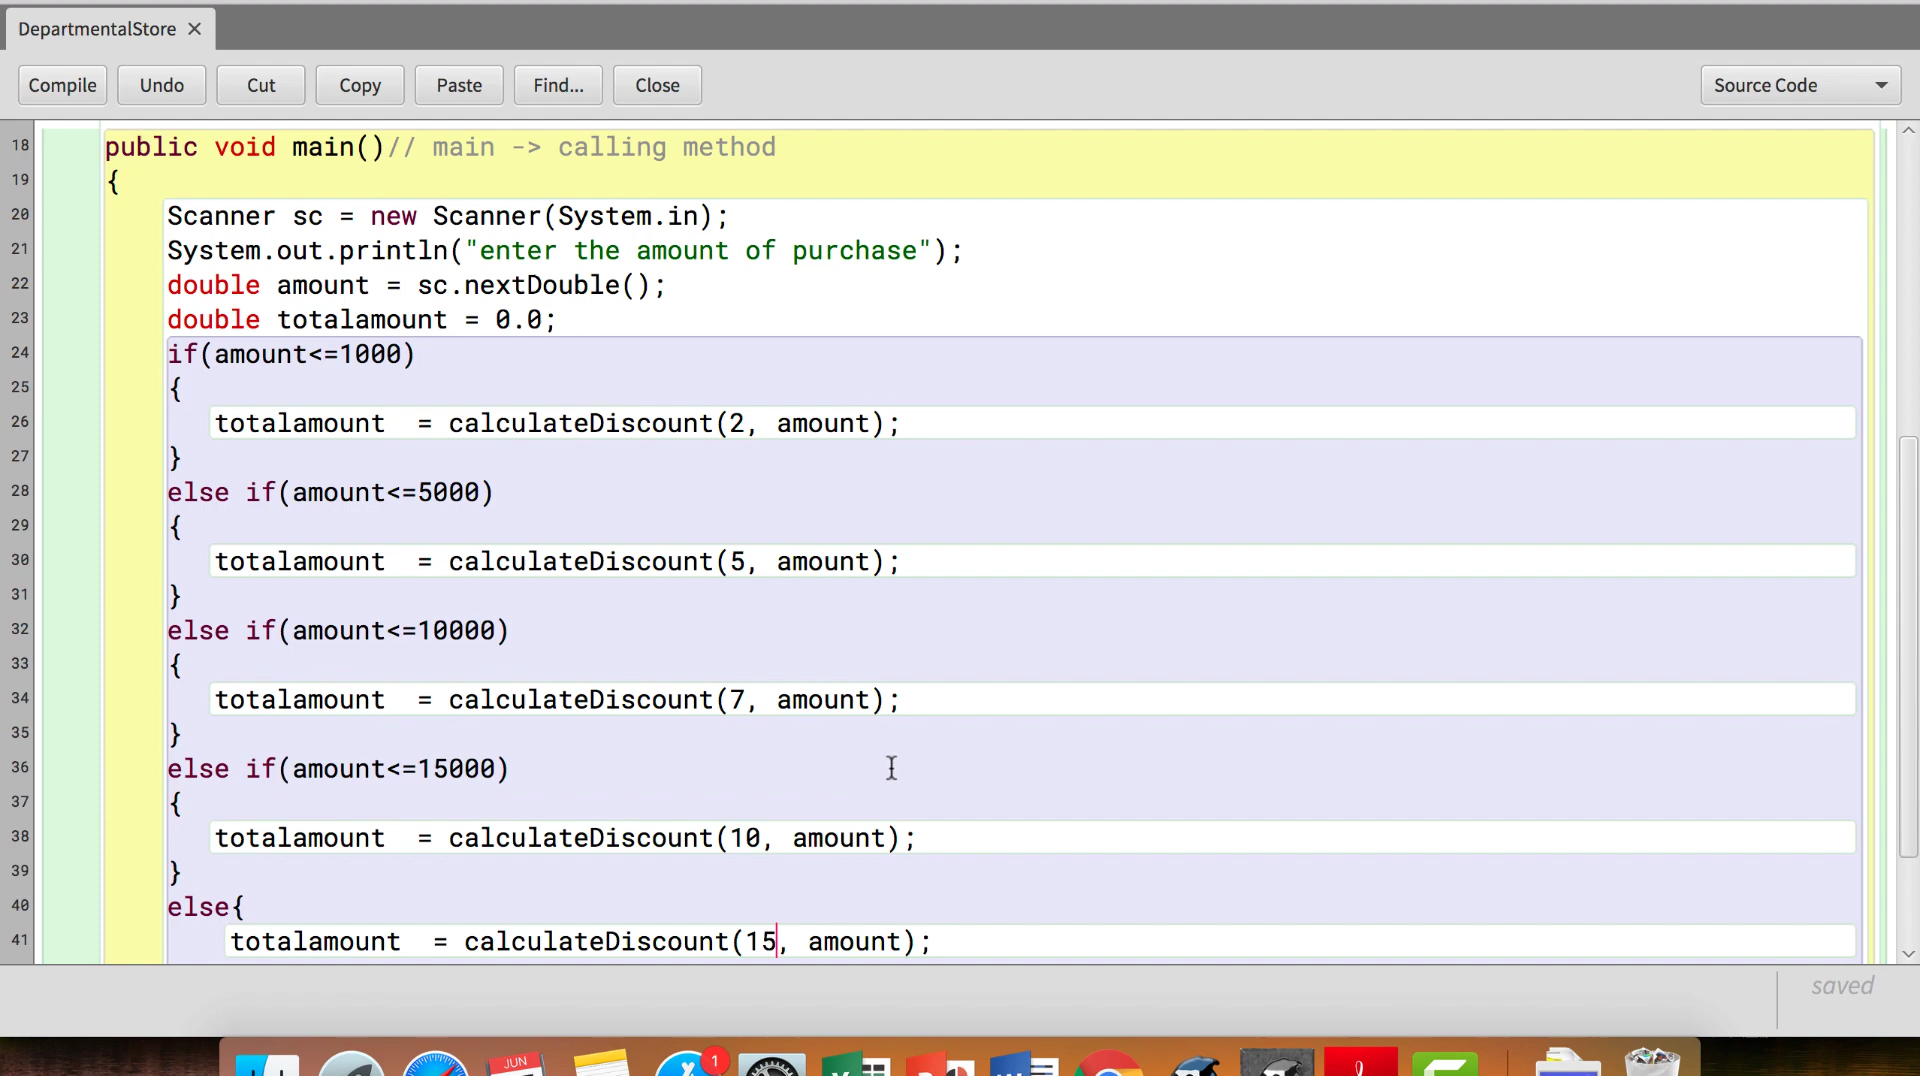 DepartmentalStore ×
Compile Undo Cut Copy Paste Find... Close Source Code
18 public void main()// main -> calling method
19 {
20 Scanner sc = new Scanner(System.in);
21 System.out.println("enter the amount of purchase");
22 double amount = sc.nextDouble();
23 double totalamount = 0.0;
24 if(amount<=1000)
25 {
26 totalamount  = calculateDiscount(2, amount);
27 }
28 else if(amount<=5000)
29 {
30 totalamount  = calculateDiscount(5, amount);
31 }
32 else if(amount<=10000)
33 {
34 totalamount  = calculateDiscount(7, amount);
35 }
36 else if(amount<=15000)
37 {
38 totalamount  = calculateDiscount(10, amount);
39 }
40 else{
41 totalamount  = calculateDiscount(15, amount);
saved
JUN
1